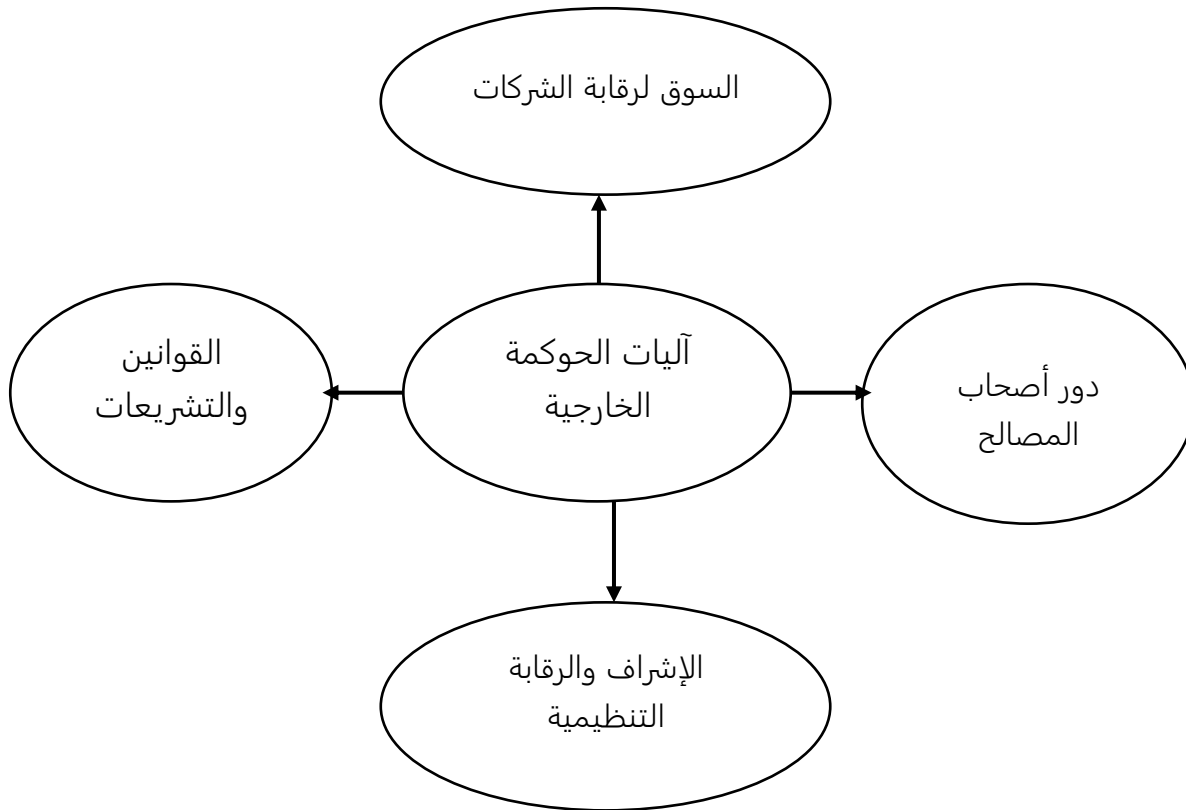 السوق لرقابة الشركات
آليات الحوكمة
الخارجية
دور أصحاب
المصالح
القوانين
والتشريعات
الإشراف والرقابة
التنظيمية